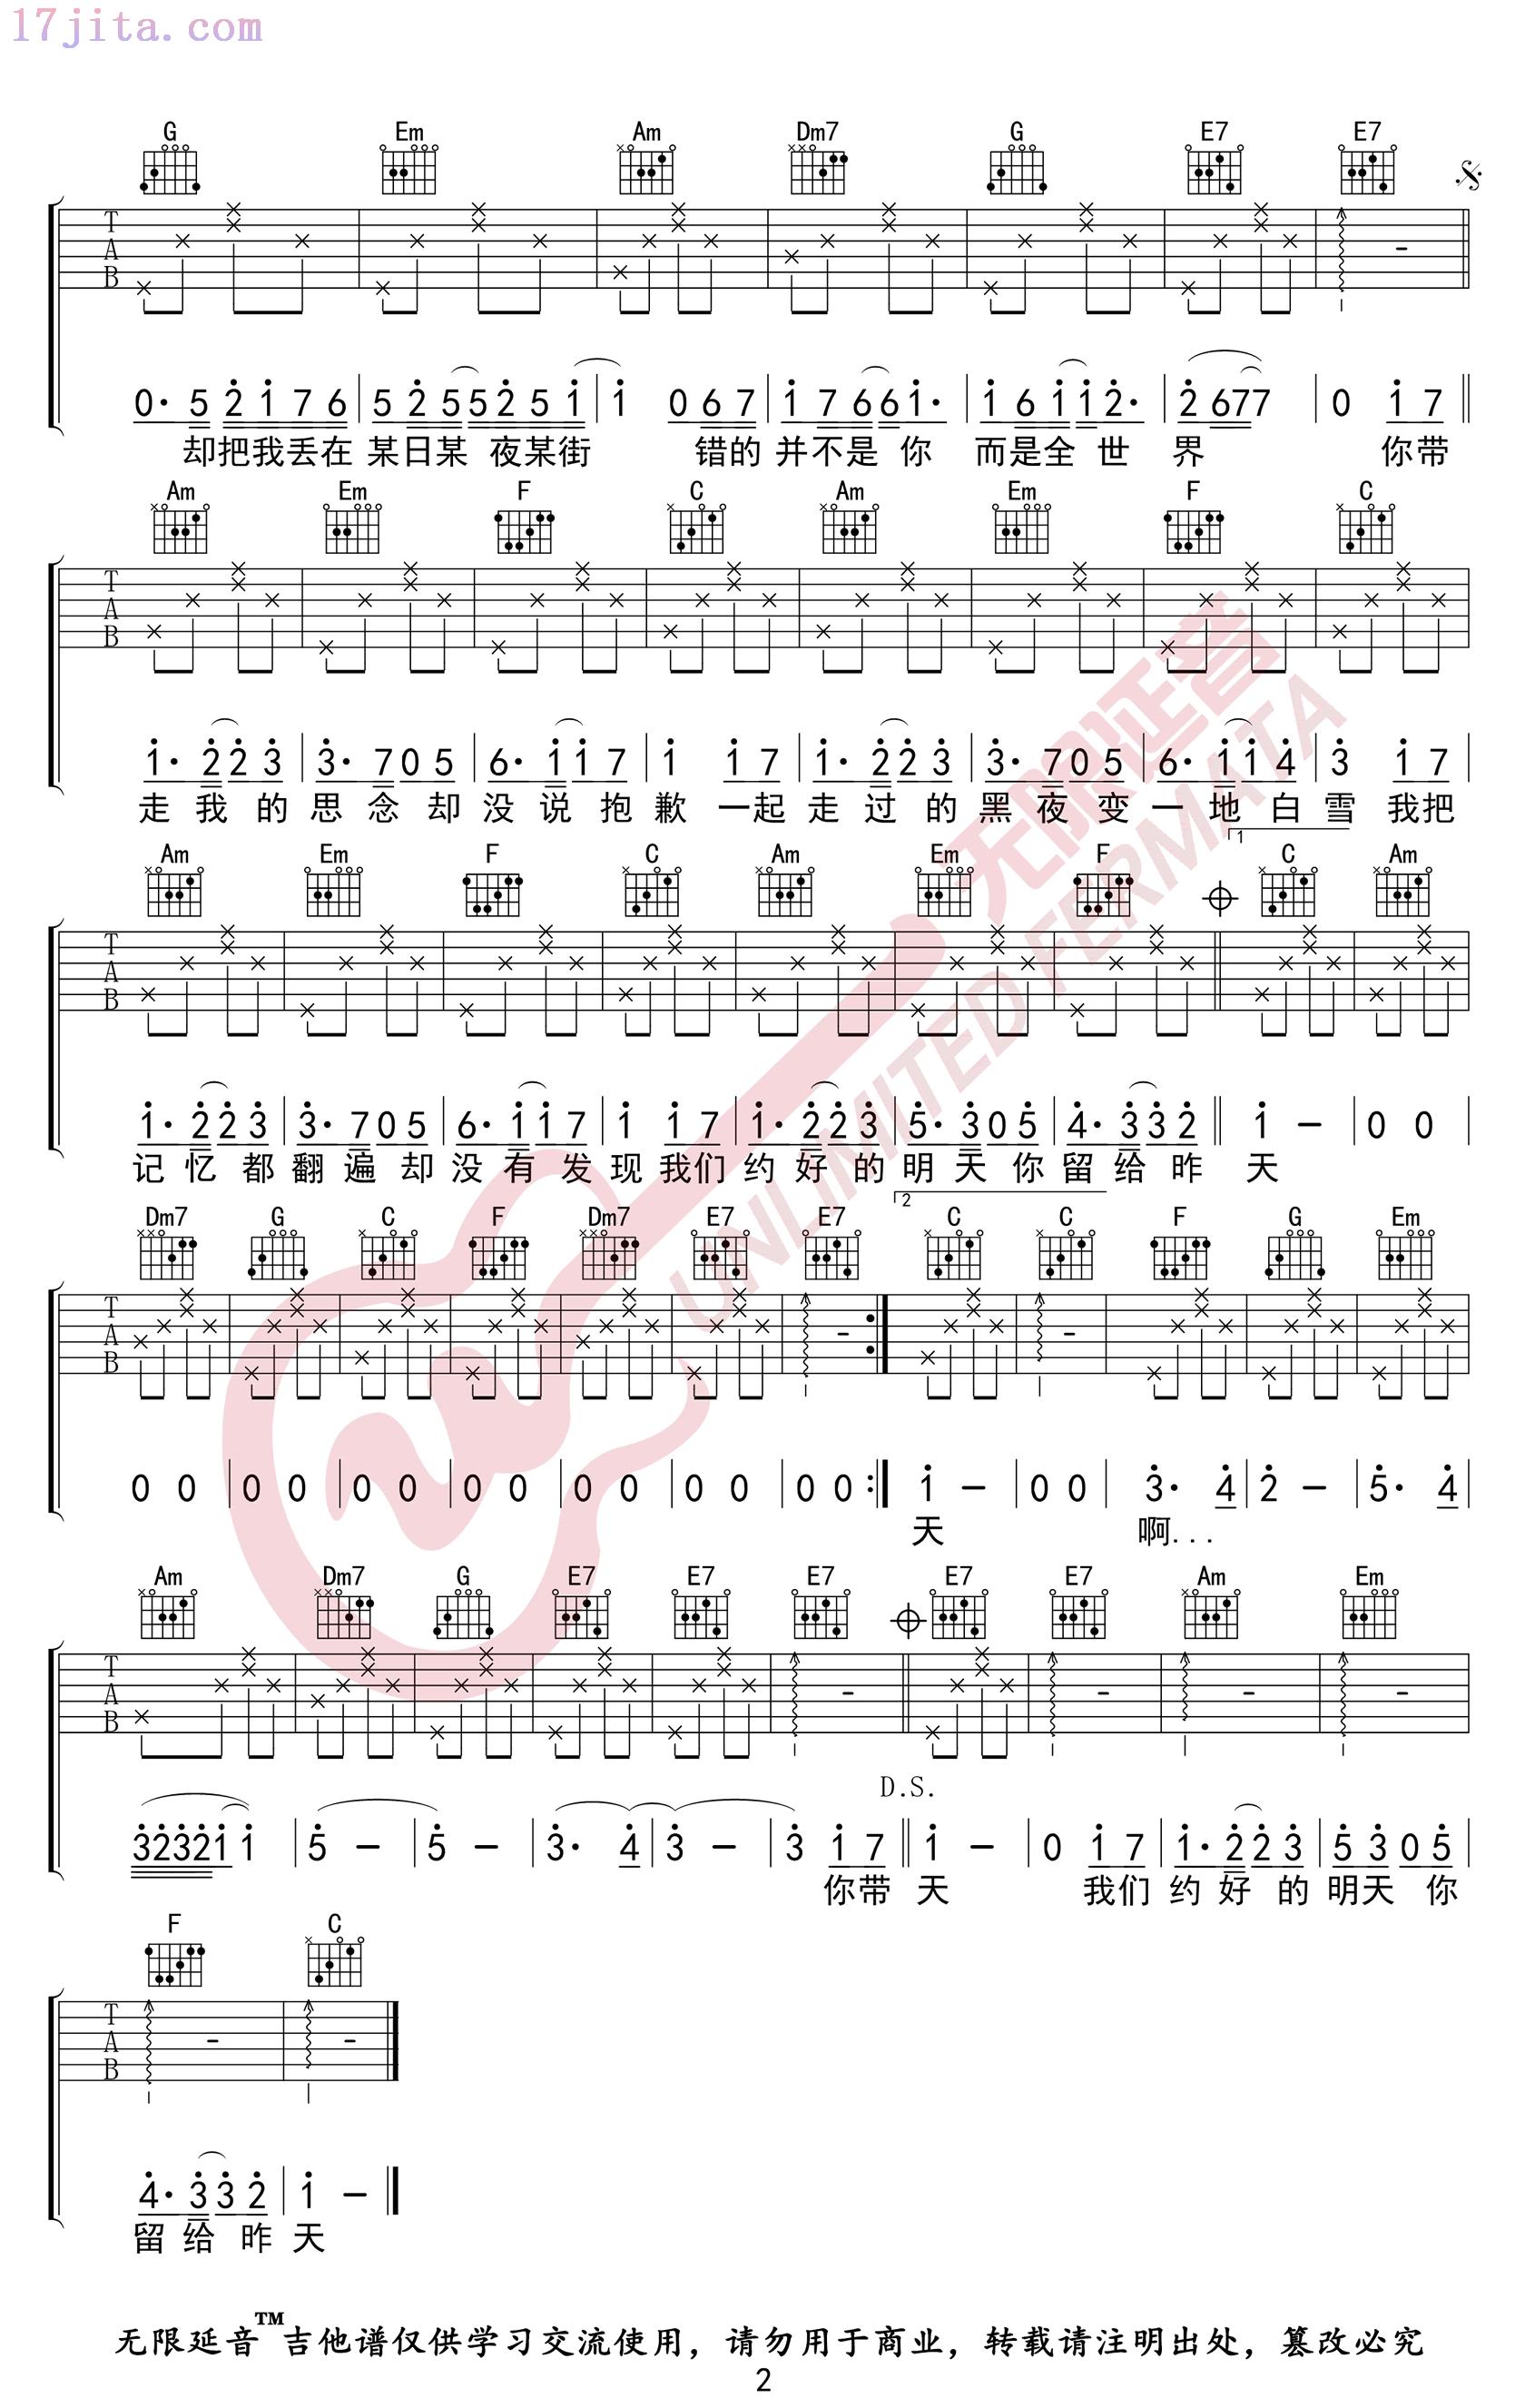 17jita.com
G Em Am Dm7 G E7 E7
T
A
B
0· 5 2 1 7 6 | 5 2 5 5 2 5 1 | 1 0 6 7 | 1 7 6 6 1· | 1 6 1 1 2· | 2 6 7 7 | 0 1 7 ‖
却把我丢在 某日某 夜某街 错的 并不是 你 而是全 世 界 你带
Am Em F C Am Em F C
T
A
B
1· 2 2 3 | 3· 7 0 5 | 6· 1 1 7 | 1 1 7 | 1· 2 2 3 | 3· 7 0 5 | 6· 1 1 4 | 3 1 7 |
走 我 的 思 念 却 没 说 抱 歉 一起 走 过 的 黑 夜 变 一 地 白 雪 我把
1
Am Em F C Am Em F C Am
T
A
B
1· 2 2 3 | 3· 7 0 5 | 6· 1 1 7 | 1 1 7 | 1· 2 2 3 | 5· 3 0 5 | 4· 3 3 2 ‖ 1 – | 0 0 |
记 忆 都 翻 遍 却 没 有 发 现 我们 约 好 的 明 天 你 留 给 昨 天
2
Dm7 G C F Dm7 E7 E7 C C F G Em
T
A
B
0 0 | 0 0 | 0 0 | 0 0 | 0 0 | 0 0 | 0 0 :‖ 1 – | 0 0 | 3· 4 | 2 – | 5· 4 |
天 啊...
Am Dm7 G E7 E7 E7 E7 E7 Am Em
T
A
B
D.S.
3 2 3 2 1 1 | 5 – | 5 – | 3· 4 | 3 – | 3 1 7 ‖ 1 – | 0 1 7 | 1· 2 2 3 | 5 3 0 5 |
你带 天 我们 约 好 的 明天 你
F C
T
A
B
4· 3 3 2 | 1 – ‖
留 给 昨 天
无限延音
UNLIMITED FERMATA
无限延音™吉他谱仅供学习交流使用，请勿用于商业，转载请注明出处，篡改必究
2